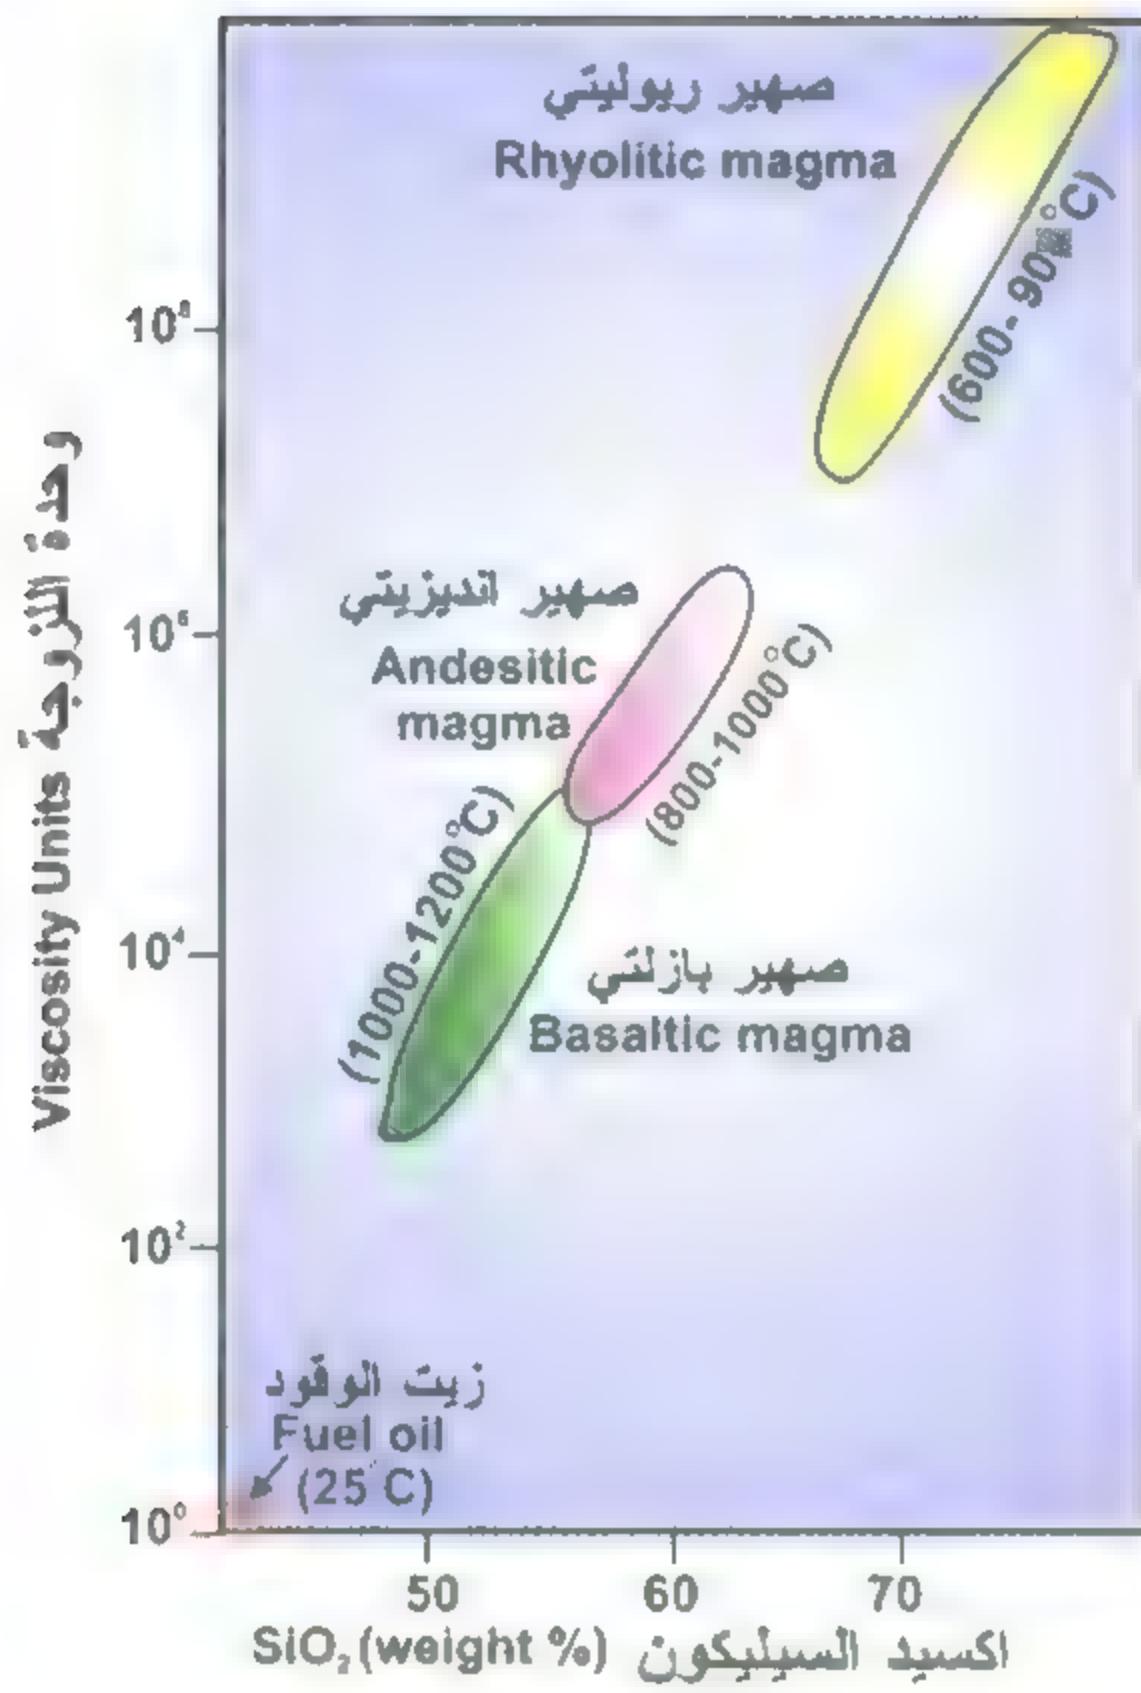 صهير ريوليتي
Rhyolitic magma
(600-900°C)
10⁸
وحدة اللزوجة Viscosity Units
صهير انديزيتي
10⁶
Andesitic
magma
(800-1000°C)
(1000-1200°C)
10⁴
صهير بازلتي
Basaltic magma
10²
زيت الوقود
Fuel oil
(25°C)
10⁰
50 60 70
SiO₂ (weight %) اكسيد السيليكون